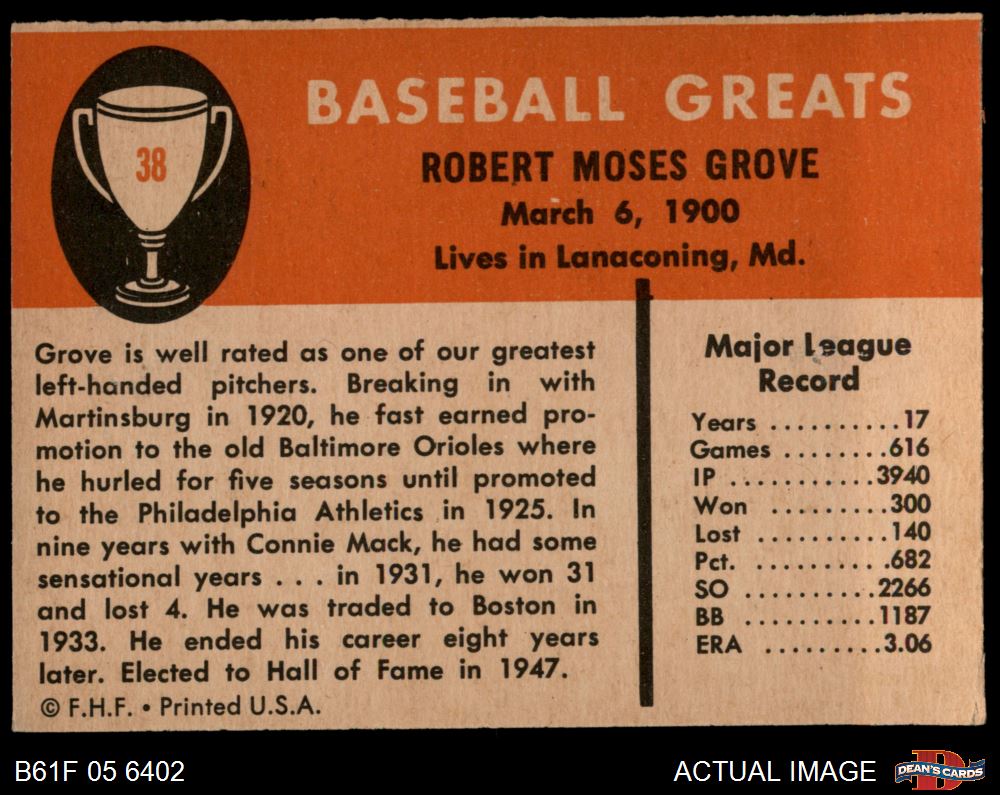 38
BASEBALL GREATS
ROBERT MOSES GROVE
March 6, 1900
Lives in Lanaconing, Md.
Grove is well rated as one of our greatest
left-handed pitchers. Breaking in with
Martinsburg in 1920, he fast earned pro-
motion to the old Baltimore Orioles where
he hurled for five seasons until promoted
to the Philadelphia Athletics in 1925. In
nine years with Connie Mack, he had some
sensational years . . . in 1931, he won 31
and lost 4. He was traded to Boston in
1933. He ended his career eight years
later. Elected to Hall of Fame in 1947.
© F.H.F. • Printed U.S.A.
Major League
Record
Years . . . . . . . . . . 17
Games . . . . . . . . 616
IP . . . . . . . . . . . 3940
Won . . . . . . . . . 300
Lost . . . . . . . . . . 140
Pct. . . . . . . . . . . .682
SO . . . . . . . . . . 2266
BB . . . . . . . . . . 1187
ERA . . . . . . . . . 3.06
B61F 05 6402
ACTUAL IMAGE
D
DEAN'S CARDS